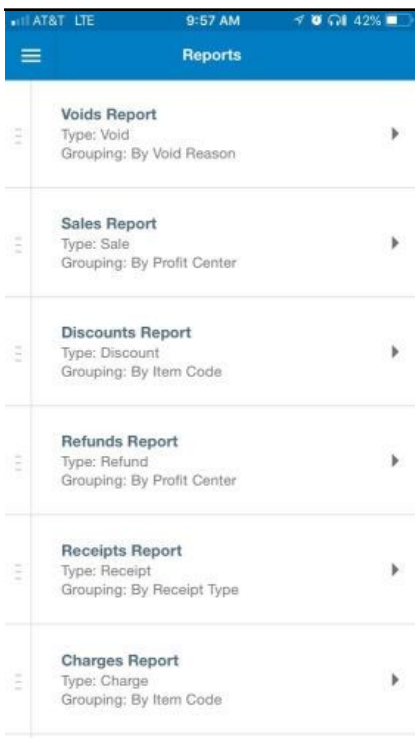 AT&T LTE 9:57 AM 42%
Reports
Voids Report
Type: Void
Grouping: By Void Reason
Sales Report
Type: Sale
Grouping: By Profit Center
Discounts Report
Type: Discount
Grouping: By Item Code
Refunds Report
Type: Refund
Grouping: By Profit Center
Receipts Report
Type: Receipt
Grouping: By Receipt Type
Charges Report
Type: Charge
Grouping: By Item Code